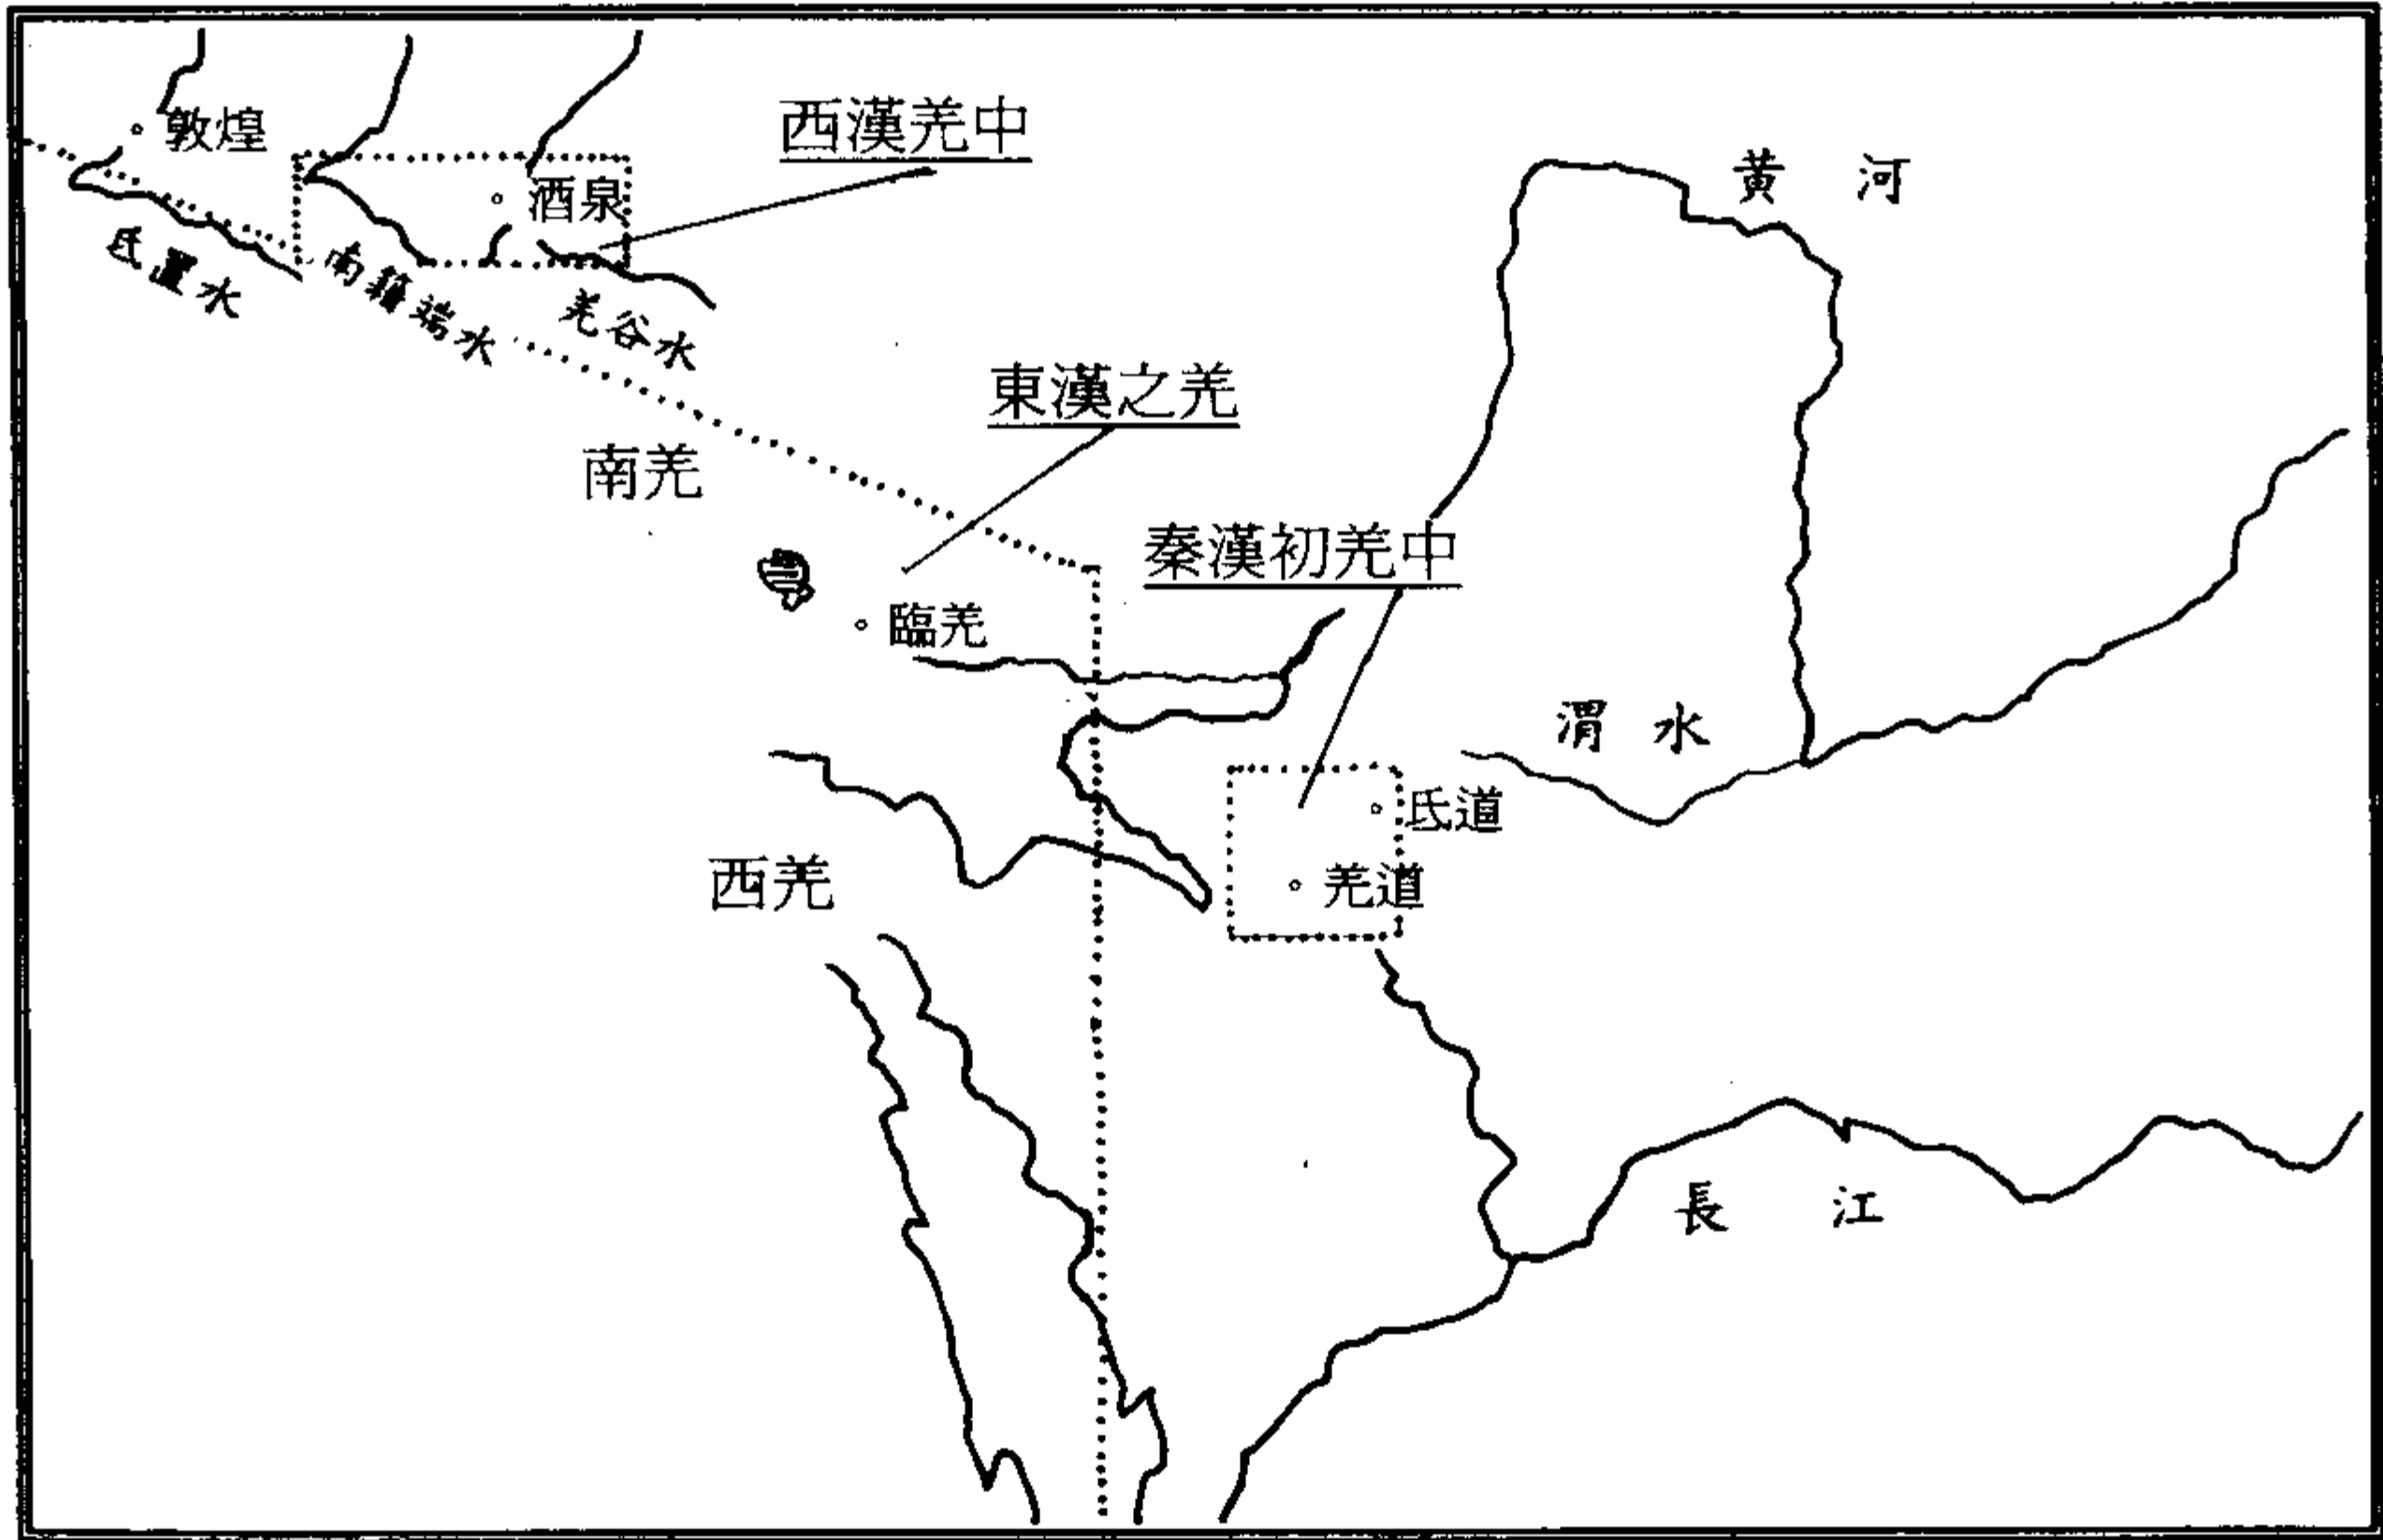 敦煌
西漢羌中
酒泉
黃河
氐置水
南籍端水
羌谷水
東漢之羌
南羌
秦漢初羌中
臨羌
渭水
氐道
西羌
羌道
長江